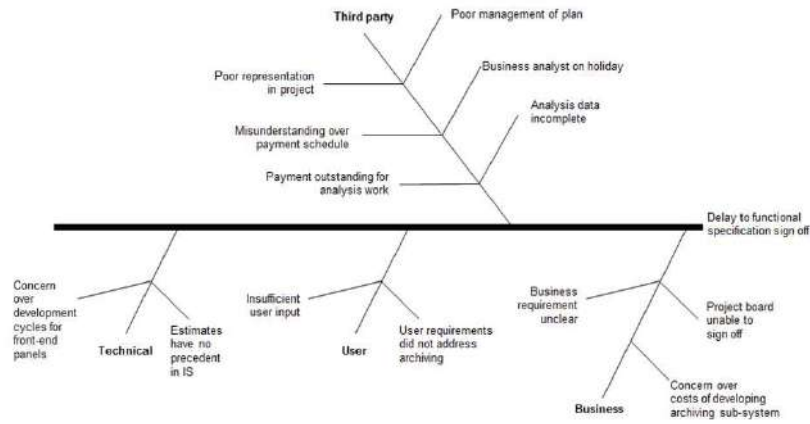 Third party
Poor management of plan
Poor representation
in project
Business analyst on holiday
Misunderstanding over
payment schedule
Analysis data
incomplete
Payment outstanding for
analysis work
Delay to functional
specification sign off
Concern
over
development
cycles for
front-end
panels
Technical
Estimates
have no
precedent
in IS
Insufficient
user input
User
User requirements
did not address
archiving
Business
requirement
unclear
Project board
unable to
sign off
Business
Concern over
costs of developing
archiving sub-system